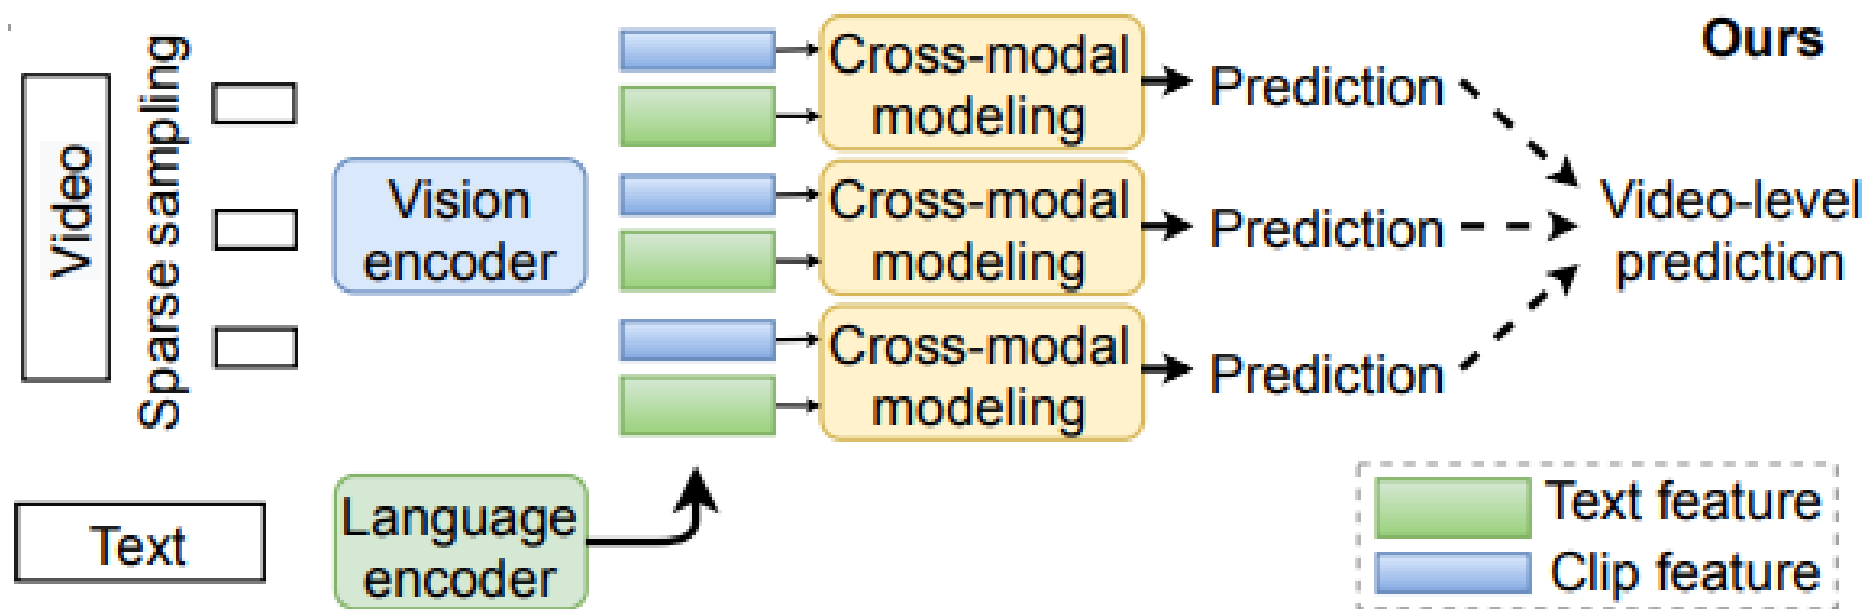 Video
Sparse sampling
Text
Vision
encoder
Language
encoder
Cross-modal
modeling
Cross-modal
modeling
Cross-modal
modeling
Prediction
Prediction
Prediction
Ours
Video-level
prediction
Text feature
Clip feature